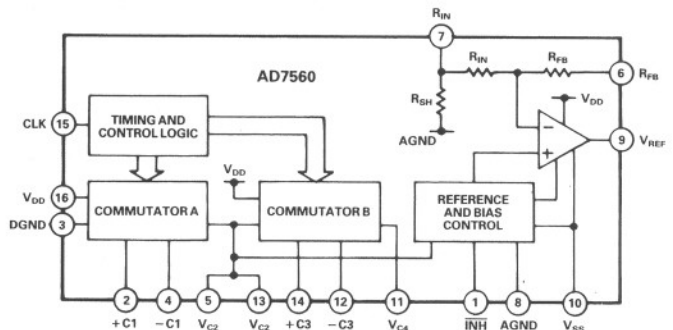 R_IN
7
AD7560
R_IN
R_FB
6 R_FB
R_SH
V_DD
CLK 15
TIMING AND
CONTROL LOGIC
AGND
−
+
9 V_REF
V_DD
V_DD 16
DGND 3
COMMUTATOR A
COMMUTATOR B
REFERENCE
AND BIAS
CONTROL
2 4 5 13 14 12 11 1 8 10
+C1 −C1 V_C2 V_C2 +C3 −C3 V_C4 I̅N̅H̅ AGND V_SS